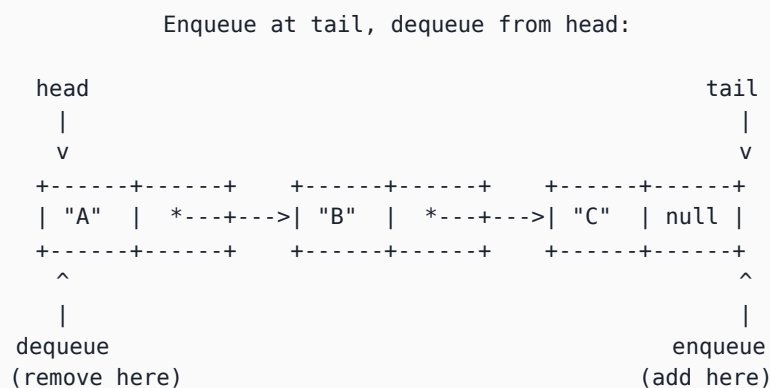 Enqueue at tail, dequeue from head:
head                                              tail
  |                                                   |
  v                                                   v
+------+------+    +------+------+    +------+------+
| "A"  |  *---+--->| "B"  |  *---+--->| "C"  | null |
+------+------+    +------+------+    +------+------+
  ^                                                   ^
  |                                                   |
dequeue                                         enqueue
(remove here)                                  (add here)